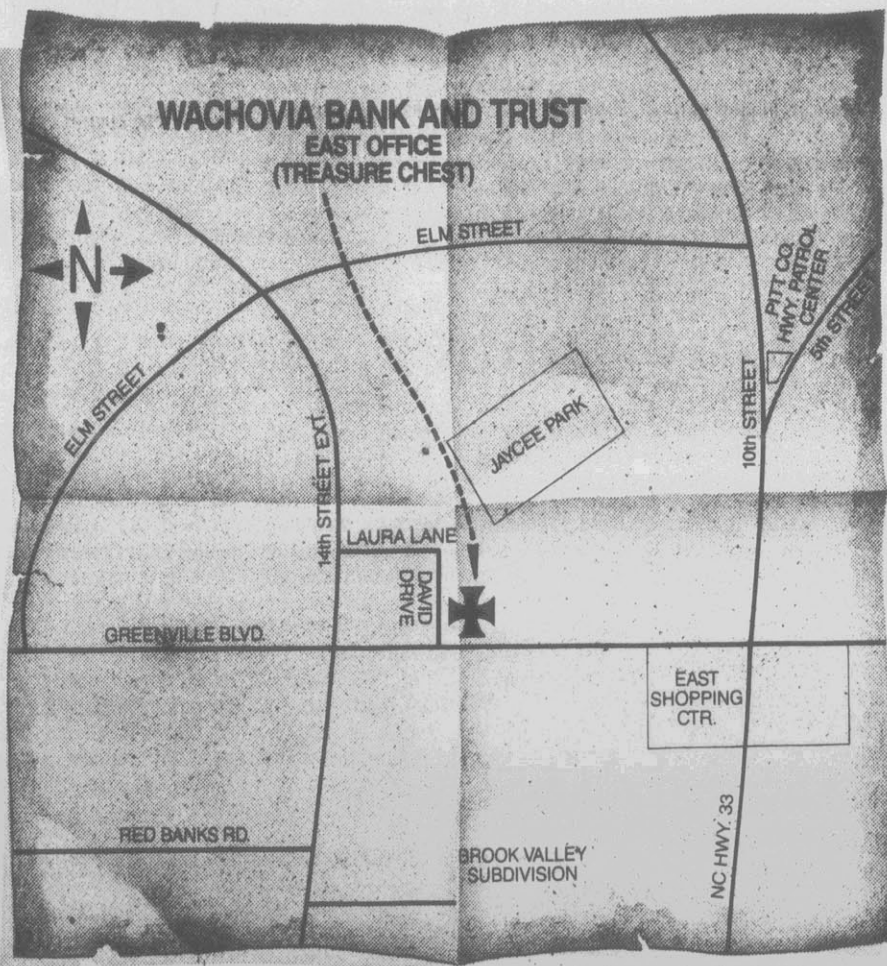 WACHOVIA BANK AND TRUST
EAST OFFICE
(TREASURE CHEST)
ELM STREET
N
PITT CO.
HWY. PATROL
CENTER
5th STREET
ELM STREET
14th STREET EXT.
JAYCEE PARK
10th STREET
LAURA LANE
DAVID
DRIVE
GREENVILLE BLVD.
EAST
SHOPPING
CTR.
RED BANKS RD.
BROOK VALLEY
SUBDIVISION
NC HWY. 33